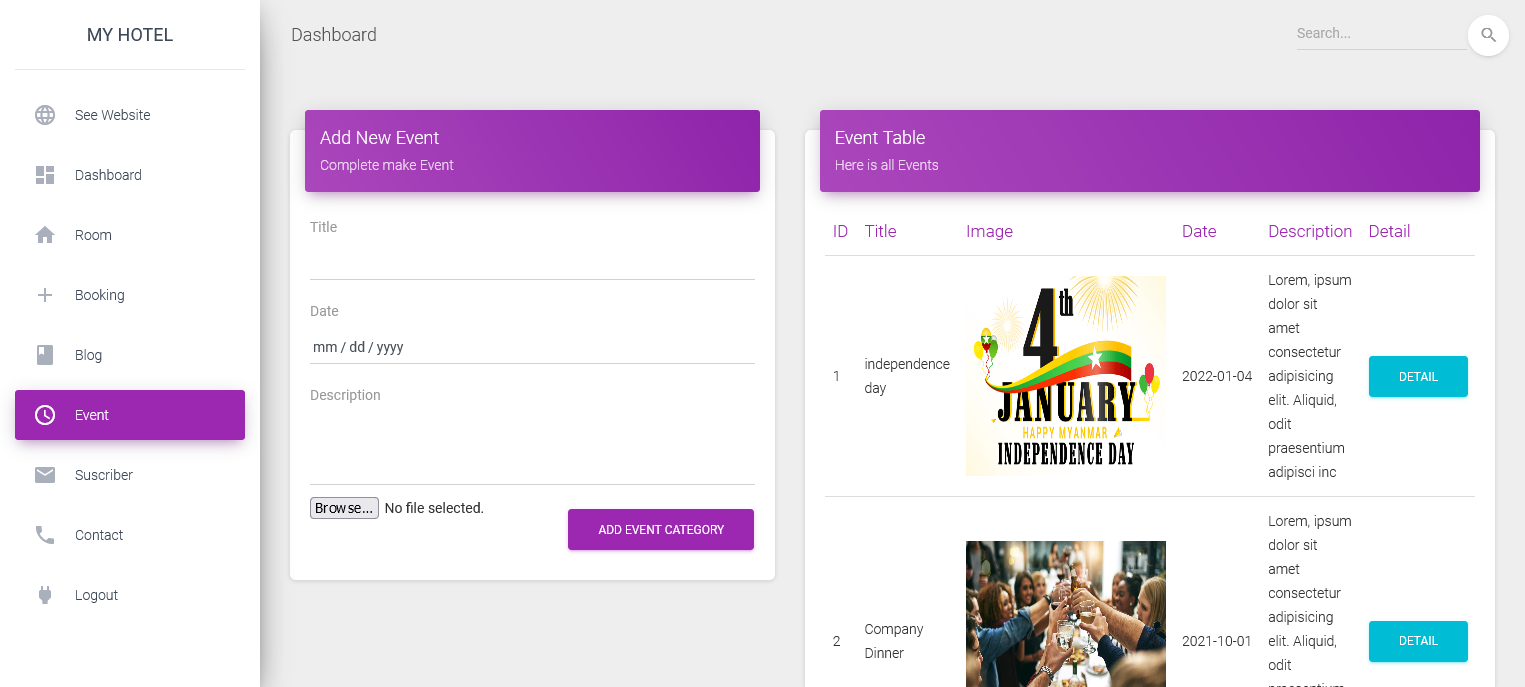 MY HOTEL
See Website
Dashboard
Room
Booking
Blog
Event
Suscriber
Contact
Logout
Dashboard
Search...
Add New Event
Complete make Event
Title
Date
mm / dd / yyyy
Description
Browse... No file selected.
ADD EVENT CATEGORY
Event Table
Here is all Events
ID Title Image Date Description Detail
1
independence
day
4th
JANUARY
HAPPY MYANMAR
INDEPENDENCE DAY
2022-01-04
Lorem, ipsum
dolor sit
amet
consectetur
adipisicing
elit. Aliquid,
odit
praesentium
adipisci inc
DETAIL
2
Company
Dinner
2021-10-01
Lorem, ipsum
dolor sit
amet
consectetur
adipisicing
elit. Aliquid,
odit
DETAIL